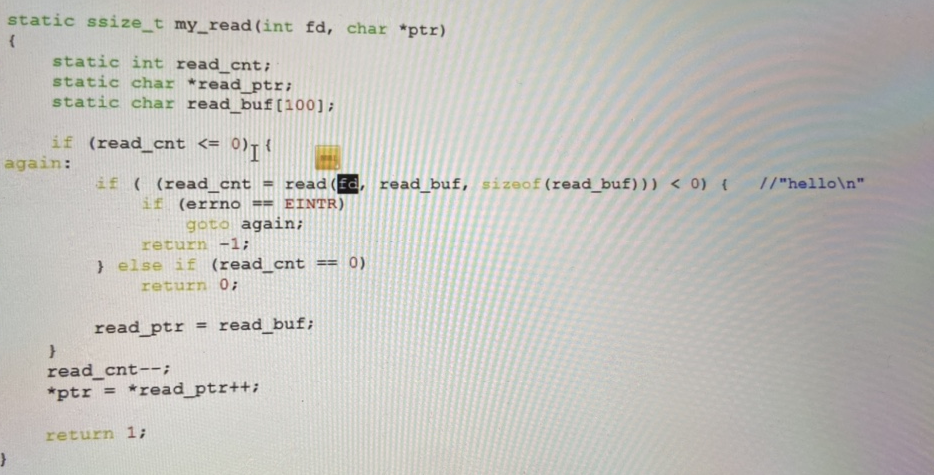 static ssize_t my_read(int fd, char *ptr)
{
    static int read_cnt;
    static char *read_ptr;
    static char read_buf[100];

    if (read_cnt <= 0) {
again:
        if ( (read_cnt = read(fd, read_buf, sizeof(read_buf))) < 0) {   //"hello\n"
            if (errno == EINTR)
                goto again;
            return -1;
        } else if (read_cnt == 0)
            return 0;

        read_ptr = read_buf;
    }
    read_cnt--;
    *ptr = *read_ptr++;

    return 1;
}